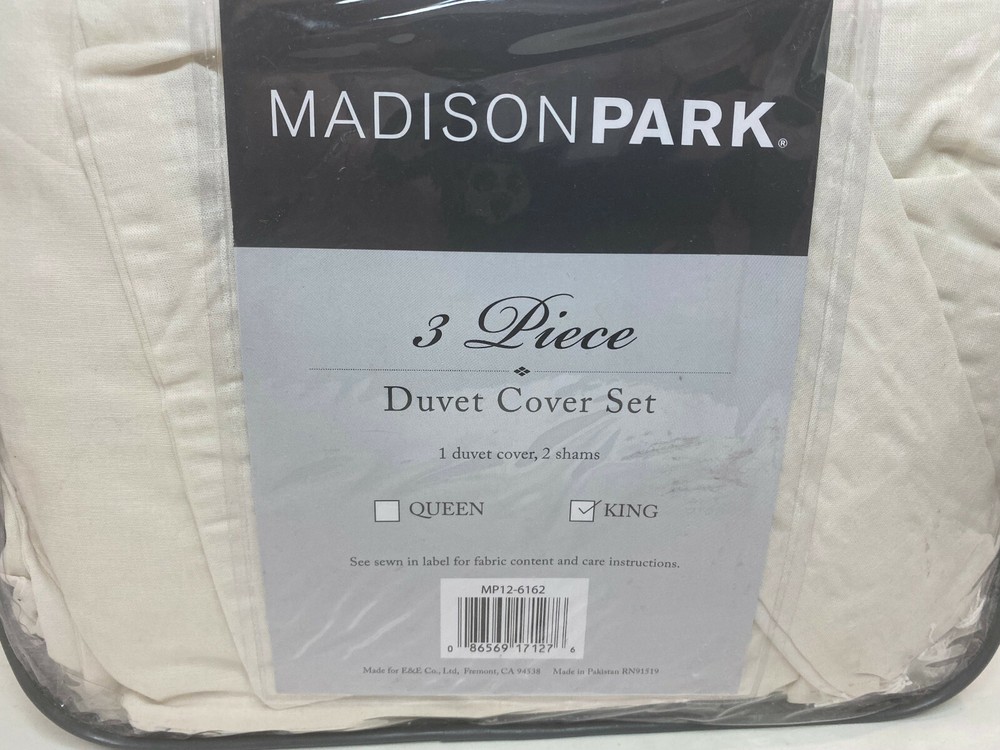 MADISONPARK®
3 Piece
Duvet Cover Set
1 duvet cover, 2 shams
QUEEN KING
See sewn in label for fabric content and care instructions.
MP12-6162
0 86569 17127 6
Made for E&E Co., Ltd, Fremont, CA 94538 Made in Pakistan RN91519